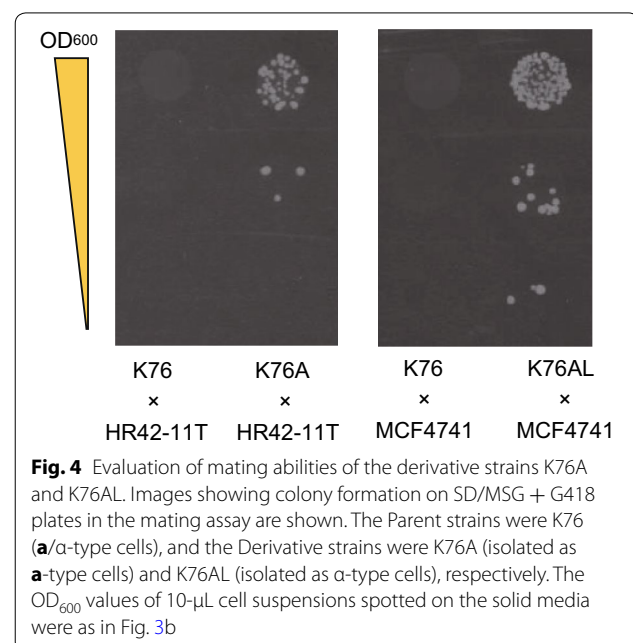 OD600
K76 K76A K76 K76AL
× × × ×
HR42-11T HR42-11T MCF4741 MCF4741
Fig. 4 Evaluation of mating abilities of the derivative strains K76A
and K76AL. Images showing colony formation on SD/MSG + G418
plates in the mating assay are shown. The Parent strains were K76
(a/α-type cells), and the Derivative strains were K76A (isolated as
a-type cells) and K76AL (isolated as α-type cells), respectively. The
OD600 values of 10-μL cell suspensions spotted on the solid media
were as in Fig. 3b